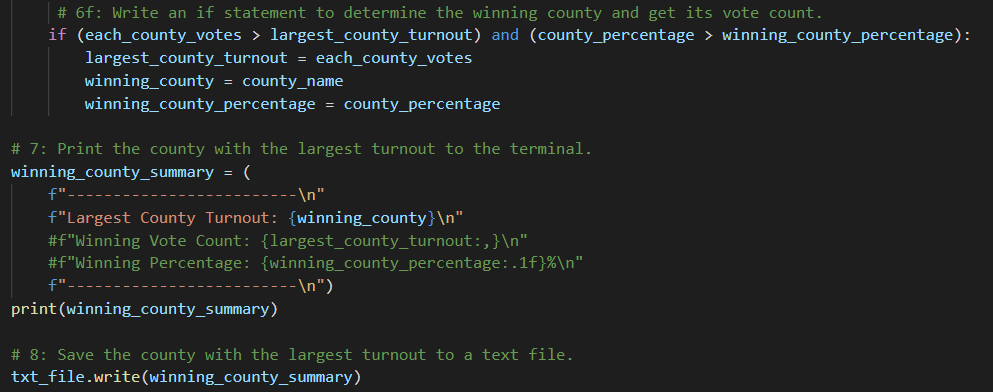 # 6f: Write an if statement to determine the winning county and get its vote count.
if (each_county_votes > largest_county_turnout) and (county_percentage > winning_county_percentage):
largest_county_turnout = each_county_votes
winning_county = county_name
winning_county_percentage = county_percentage
# 7: Print the county with the largest turnout to the terminal.
winning_county_summary = (
f"-------------------------\n"
f"Largest County Turnout: {winning_county}\n"
#f"Winning Vote Count: {largest_county_turnout:,}\n"
#f"Winning Percentage: {winning_county_percentage:.1f}%\n"
f"-------------------------\n")
print(winning_county_summary)
# 8: Save the county with the largest turnout to a text file.
txt_file.write(winning_county_summary)